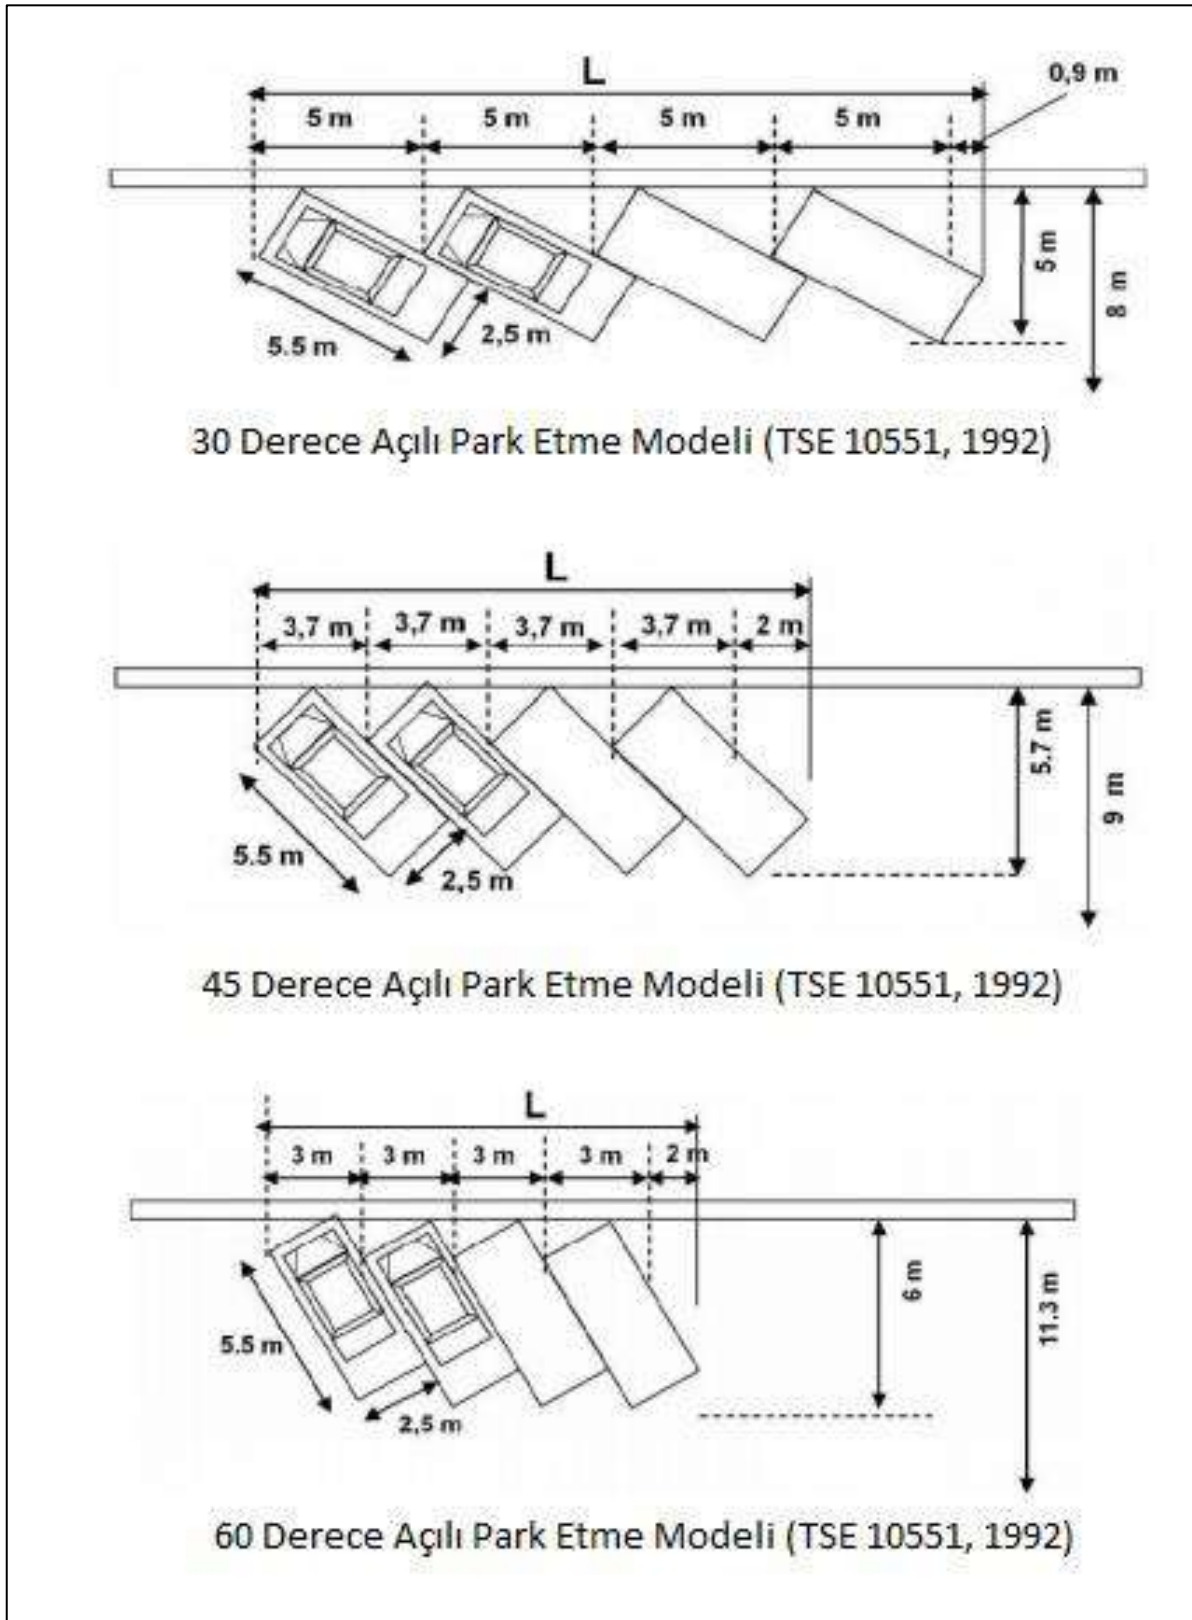 L
0,9 m
5 m 5 m 5 m 5 m
5 m
8 m
5.5 m
2,5 m
30 Derece Açılı Park Etme Modeli (TSE 10551, 1992)
L
3,7 m 3,7 m 3,7 m 3,7 m 2 m
5.7 m
9 m
5.5 m
2,5 m
45 Derece Açılı Park Etme Modeli (TSE 10551, 1992)
L
3 m 3 m 3 m 3 m 2 m
6 m
11.3 m
5.5 m
2,5 m
60 Derece Açılı Park Etme Modeli (TSE 10551, 1992)